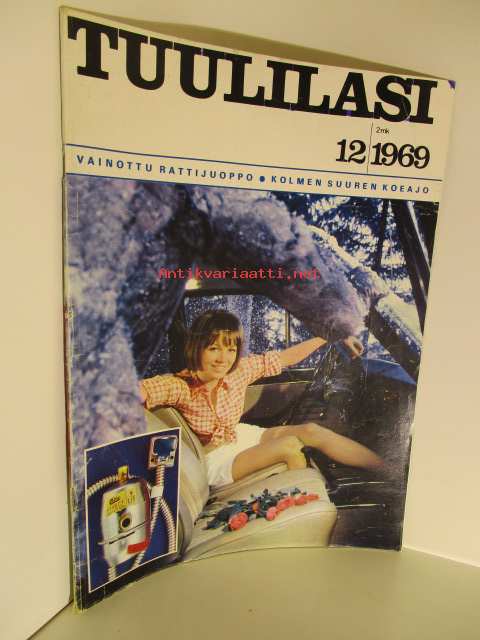 TUULILASI
2mk
12 1969
VAINOTTU RATTIJUOPPO ● KOLMEN SUUREN KOEAJO
Antikvariaatti.net